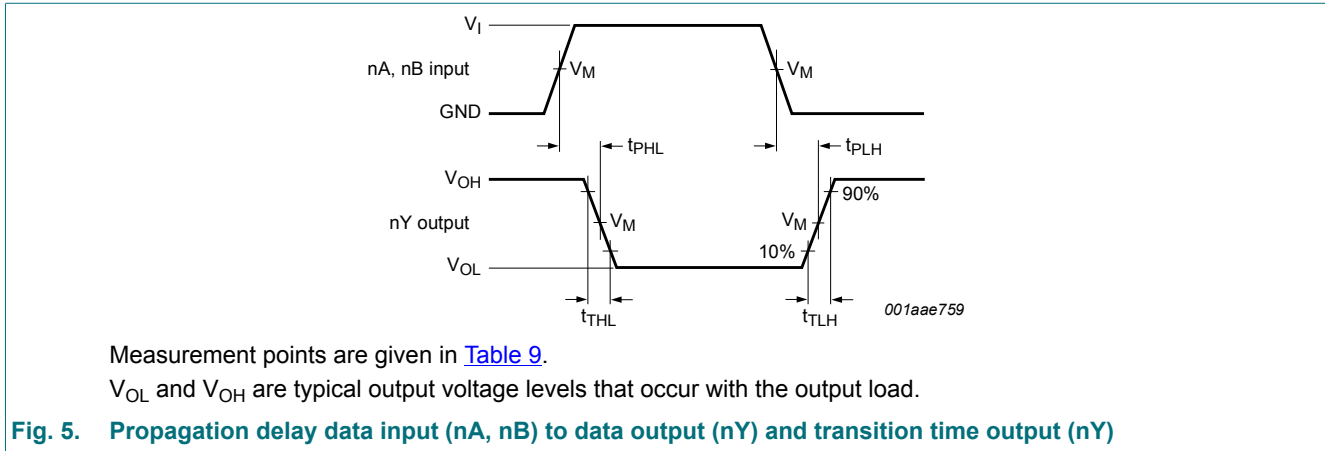 VI
nA, nB input
VM
VM
GND
tPHL
tPLH
VOH
90%
nY output
VM
VM
10%
VOL
tTHL
tTLH
001aae759
Measurement points are given in Table 9.
VOL and VOH are typical output voltage levels that occur with the output load.
Fig. 5. Propagation delay data input (nA, nB) to data output (nY) and transition time output (nY)